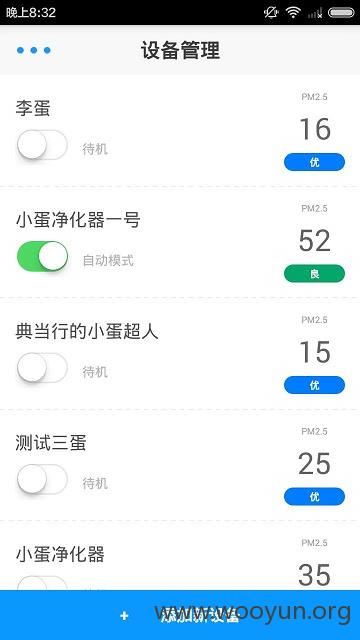 晚上8:32
设备管理
李蛋
待机
PM2.5
16
优
小蛋净化器一号
自动模式
PM2.5
52
良
典当行的小蛋超人
待机
PM2.5
15
优
测试三蛋
待机
PM2.5
25
优
小蛋净化器
PM2.5
35
+ 添加新设备
www.wooyun.org